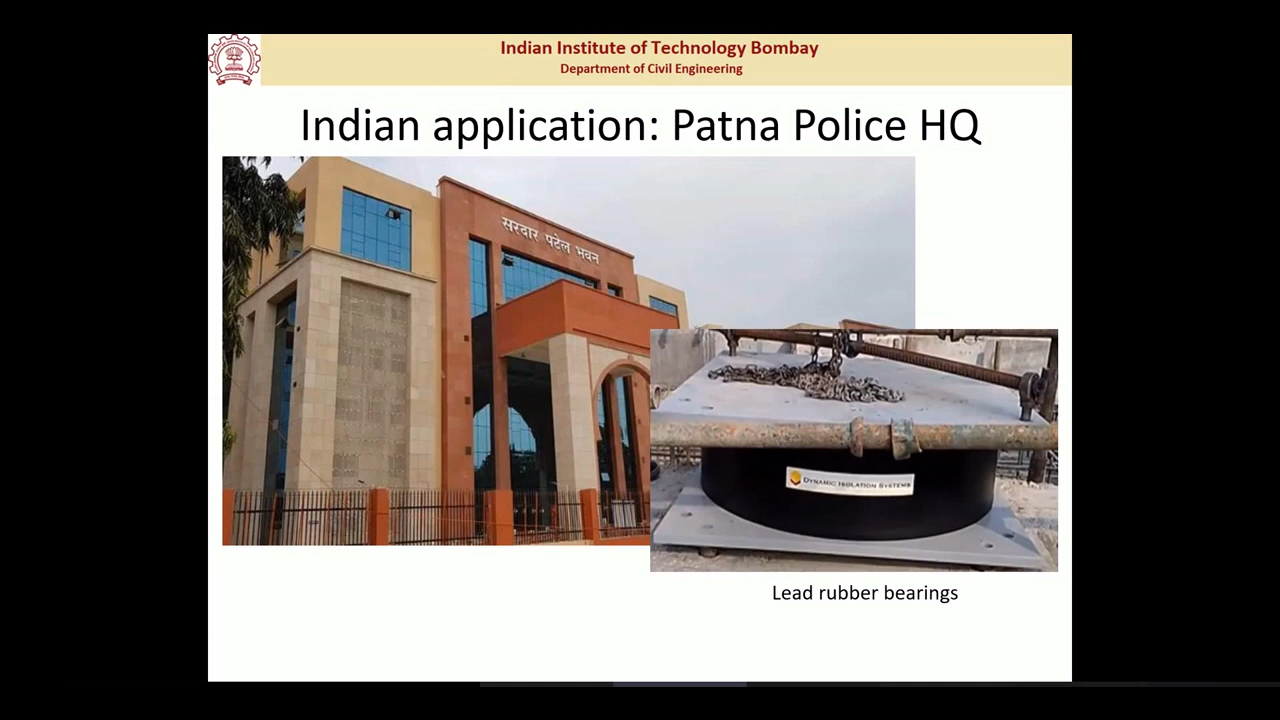 Indian Institute of Technology Bombay
Department of Civil Engineering
Indian application: Patna Police HQ
सरदार पटेल भवन
DYNAMIC ISOLATION SYSTEMS
Lead rubber bearings